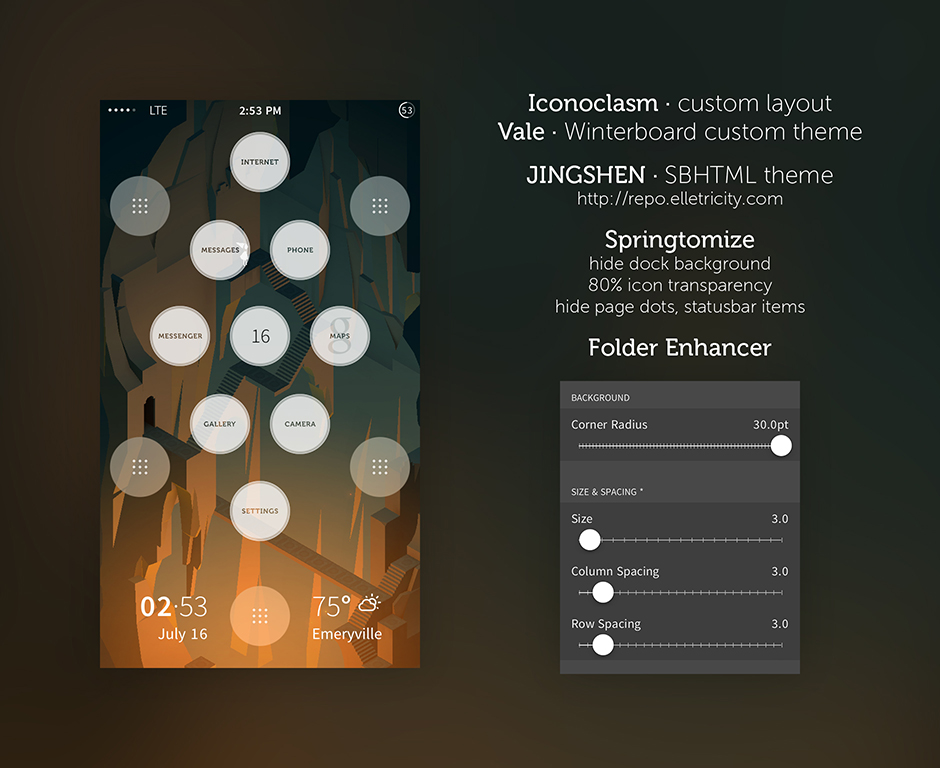 LTE
2:53 PM
53
INTERNET
MESSAGES
PHONE
MESSENGER
16
g
MAPS
GALLERY
CAMERA
SETTINGS
02·53
July 16
75°
Emeryville
Iconoclasm · custom layout
Vale · Winterboard custom theme
JINGSHEN · SBHTML theme
http://repo.elletricity.com
Springtomize
hide dock background
80% icon transparency
hide page dots, statusbar items
Folder Enhancer
BACKGROUND
Corner Radius 30.0pt
SIZE & SPACING *
Size 3.0
Column Spacing 3.0
Row Spacing 3.0